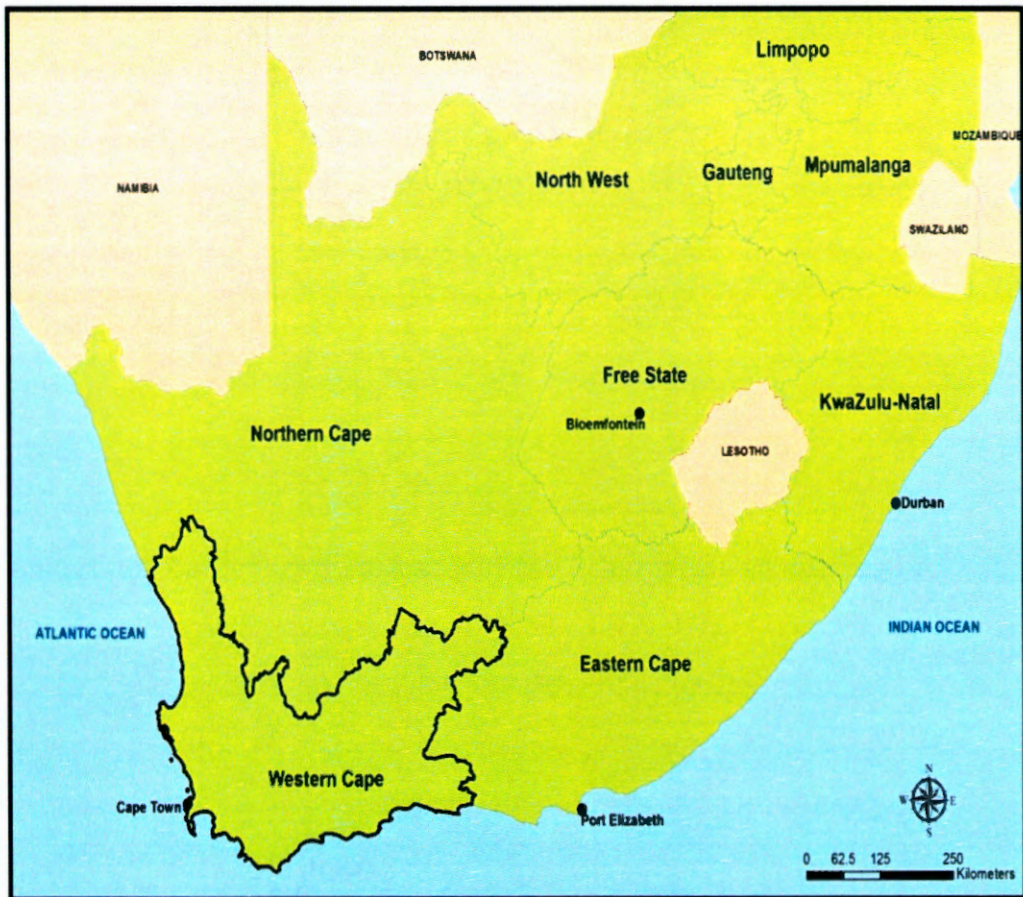 Limpopo
BOTSWANA
MOZAMBIQUE
Mpumalanga
Gauteng
North West
NAMIBIA
SWAZILAND
Free State
KwaZulu-Natal
Bloemfontein
Northern Cape
LESOTHO
Durban
ATLANTIC OCEAN
INDIAN OCEAN
Eastern Cape
Western Cape
N
W E
S
Cape Town
Port Elizabeth
0 62.5 125 250
Kilometers